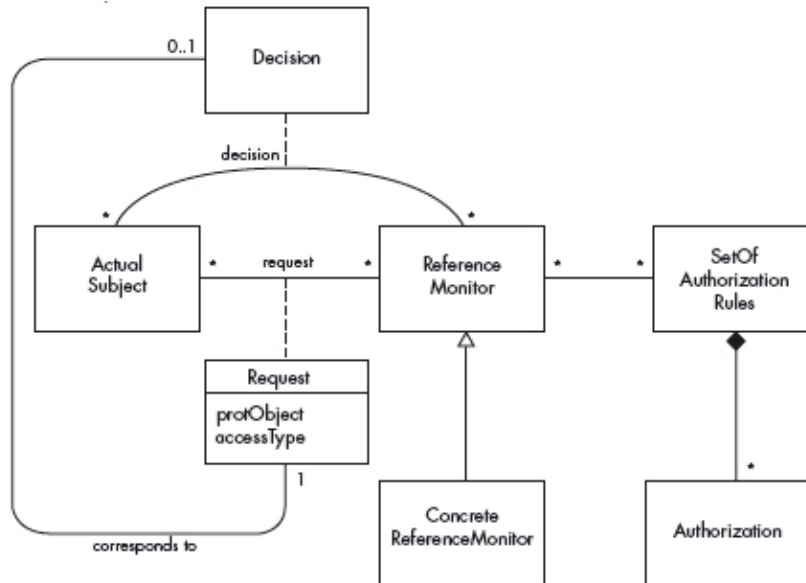 0..1
Decision
decision
*
*
Actual
Subject
*
request
*
Reference
Monitor
*
*
SetOf
Authorization
Rules
Request
protObject
accessType
1
*
Concrete
ReferenceMonitor
Authorization
corresponds to